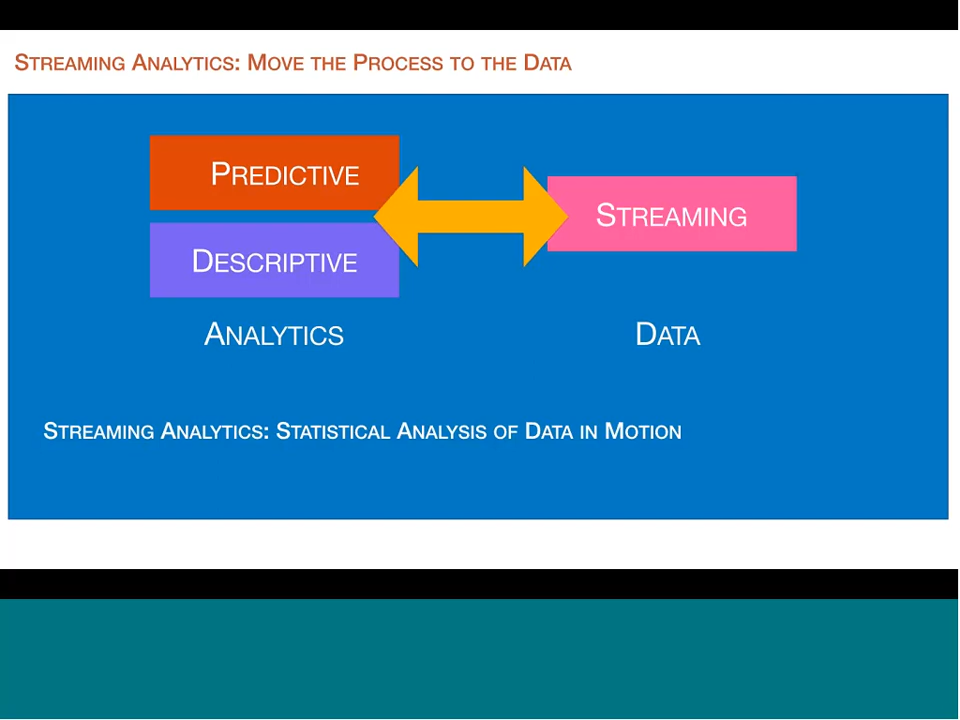 Streaming Analytics: Move the Process to the Data
Predictive
Descriptive
Streaming
Analytics
Data
Streaming Analytics: Statistical Analysis of Data in Motion